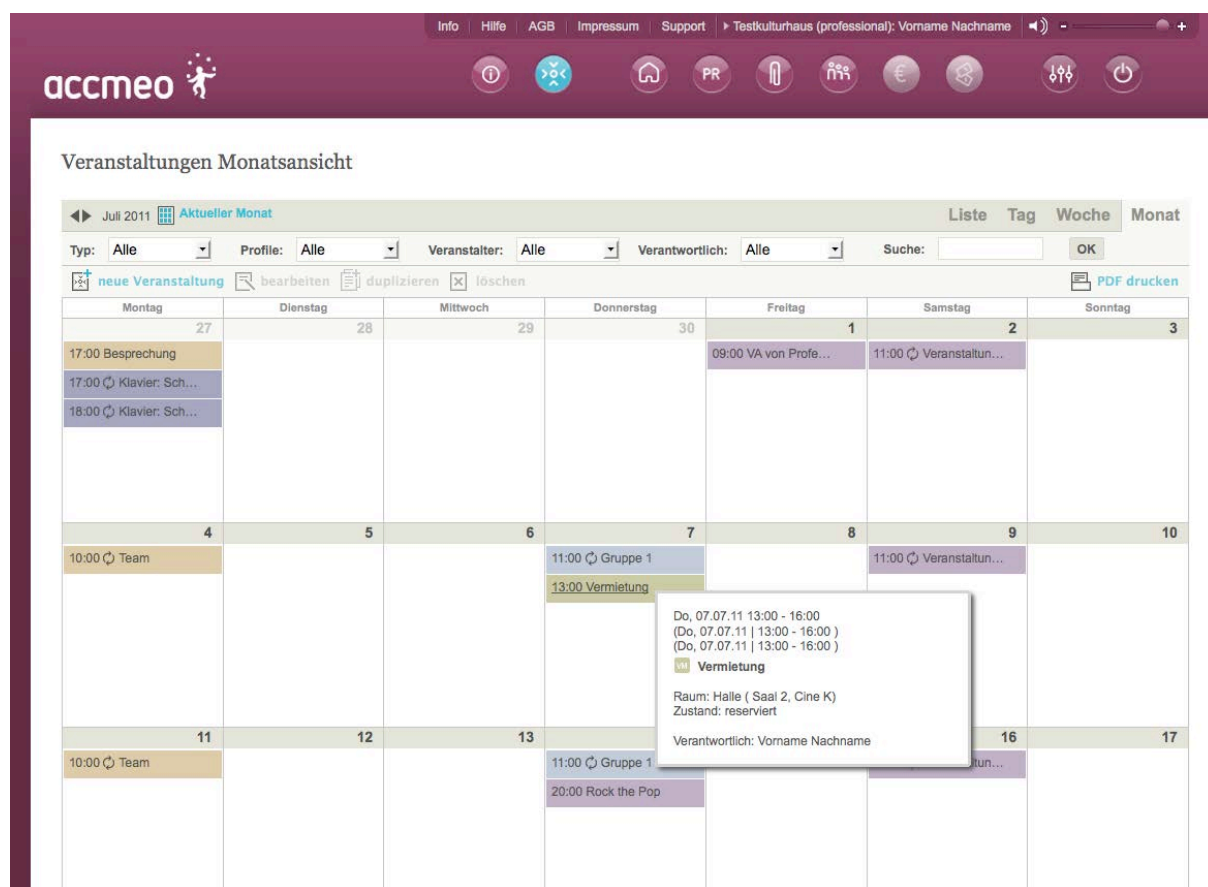 Info Hilfe AGB Impressum Support Testkulturhaus (professional): Vorname Nachname - +
accmeo PR €
Veranstaltungen Monatsansicht
Juli 2011 Aktueller Monat Liste Tag Woche Monat
Typ: Alle Profile: Alle Veranstalter: Alle Verantwortlich: Alle Suche: OK
neue Veranstaltung bearbeiten duplizieren löschen PDF drucken
Montag Dienstag Mittwoch Donnerstag Freitag Samstag Sonntag
27 28 29 30 1 2 3
17:00 Besprechung 09:00 VA von Profe... 11:00 Veranstaltun...
17:00 Klavier: Sch...
18:00 Klavier: Sch...
4 5 6 7 8 9 10
10:00 Team 11:00 Gruppe 1 11:00 Veranstaltun...
13:00 Vermietung
Do, 07.07.11 13:00 - 16:00
(Do, 07.07.11 | 13:00 - 16:00 )
(Do, 07.07.11 | 13:00 - 16:00 )
VM Vermietung
Raum: Halle ( Saal 2, Cine K)
Zustand: reserviert
Verantwortlich: Vorname Nachname
11 12 13 16 17
10:00 Team 11:00 Gruppe 1
20:00 Rock the Pop